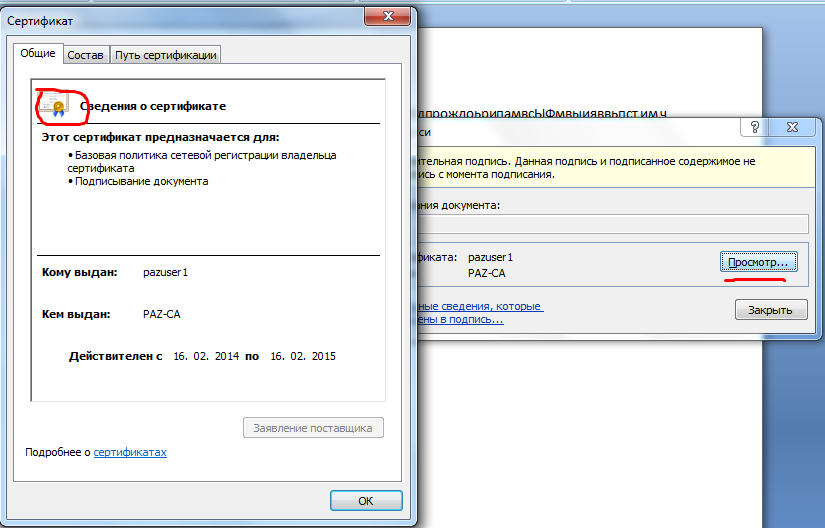 Сертификат
Общие
Состав
Путь сертификации
Сведения о сертификате
Этот сертификат предназначается для:
• Базовая политика сетевой регистрации владельца
сертификата
• Подписывание документа
Кому выдан: pazuser1
Кем выдан: PAZ-CA
Действителен с 16. 02. 2014 по 16. 02. 2015
Заявление поставщика
Подробнее о сертификатах
OK
си
ительная подпись. Данная подпись и подписанное содержимое не
ись с момента подписания.
ания документа:
фиката: pazuser1
PAZ-CA
Просмотр...
ные сведения, которые
ены в подпись...
Закрыть